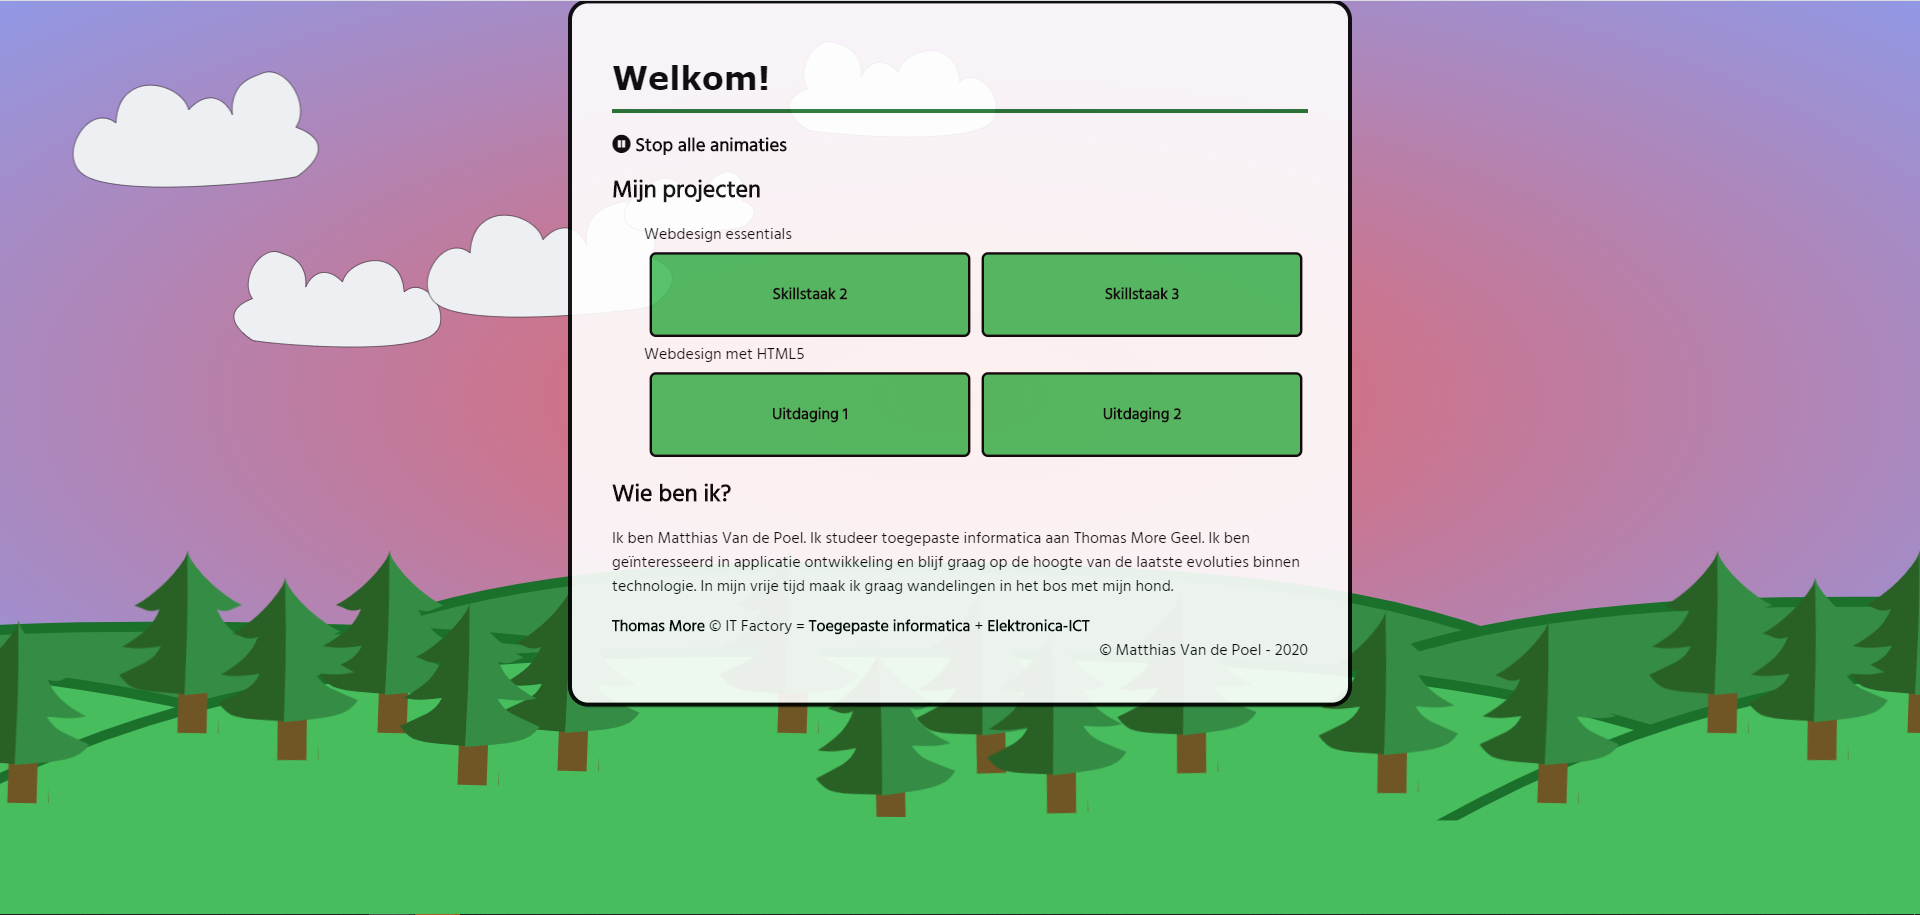 Welkom!
Stop alle animaties
Mijn projecten
Webdesign essentials
Skillstaak 2
Skillstaak 3
Webdesign met HTML5
Uitdaging 1
Uitdaging 2
Wie ben ik?
Ik ben Matthias Van de Poel. Ik studeer toegepaste informatica aan Thomas More Geel. Ik ben
geïnteresseerd in applicatie ontwikkeling en blijf graag op de hoogte van de laatste evoluties binnen
technologie. In mijn vrije tijd maak ik graag wandelingen in het bos met mijn hond.
Thomas More © IT Factory = Toegepaste informatica + Elektronica-ICT
© Matthias Van de Poel - 2020